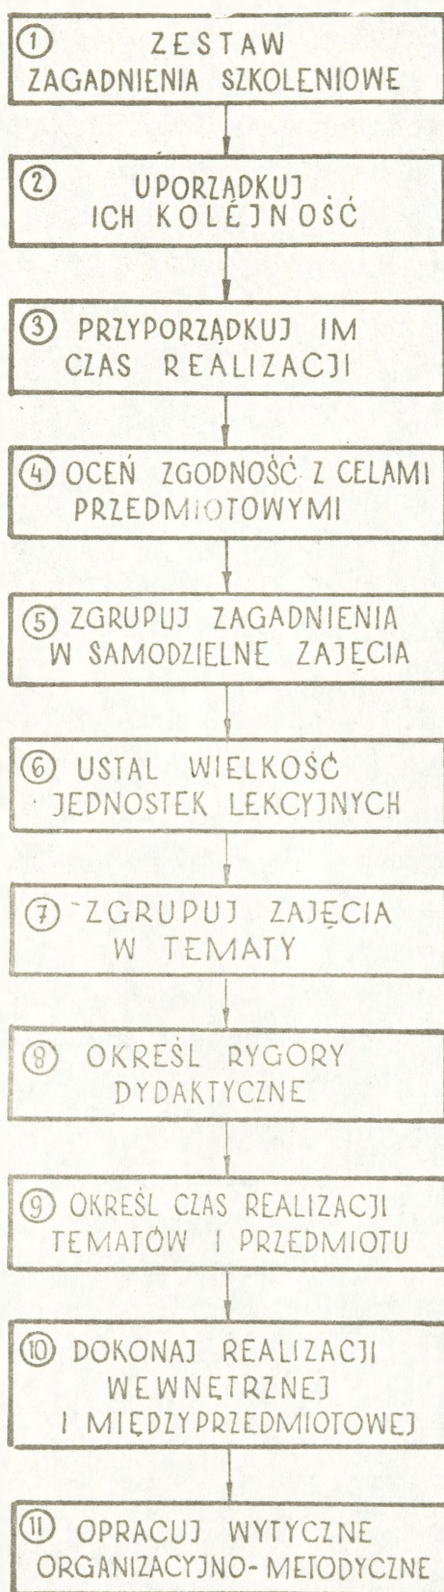 ① ZESTAW
ZAGADNIENIA SZKOLENIOWE
② UPORZĄDKUJ
ICH KOLEJNOŚĆ
③ PRZYPORZĄDKUJ IM
CZAS REALIZACJI
④ OCEŃ ZGODNOŚĆ Z CELAMI
PRZEDMIOTOWYMI
⑤ ZGRUPUJ ZAGADNIENIA
W SAMODZIELNE ZAJĘCIA
⑥ USTAL WIELKOŚĆ
JEDNOSTEK LEKCYJNYCH
⑦ ZGRUPUJ ZAJĘCIA
W TEMATY
⑧ OKREŚL RYGORY
DYDAKTYCZNE
⑨ OKREŚL CZAS REALIZACJI
TEMATÓW I PRZEDMIOTU
⑩ DOKONAJ REALIZACJI
WEWNĘTRZNEJ
I MIĘDZYPRZEDMIOTOWEJ
⑪ OPRACUJ WYTYCZNE
ORGANIZACYJNO-METODYCZNE